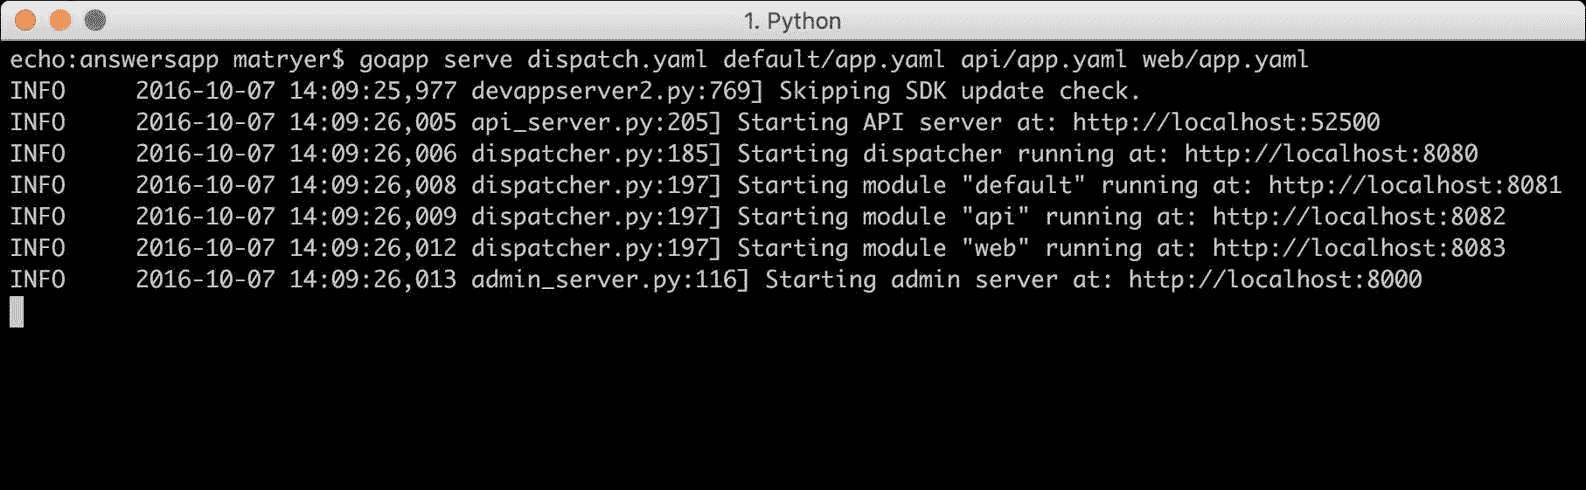 1. Python
echo:answersapp matryer$ goapp serve dispatch.yaml default/app.yaml api/app.yaml web/app.yaml
INFO     2016-10-07 14:09:25,977 devappserver2.py:769] Skipping SDK update check.
INFO     2016-10-07 14:09:26,005 api_server.py:205] Starting API server at: http://localhost:52500
INFO     2016-10-07 14:09:26,006 dispatcher.py:185] Starting dispatcher running at: http://localhost:8080
INFO     2016-10-07 14:09:26,008 dispatcher.py:197] Starting module "default" running at: http://localhost:8081
INFO     2016-10-07 14:09:26,009 dispatcher.py:197] Starting module "api" running at: http://localhost:8082
INFO     2016-10-07 14:09:26,012 dispatcher.py:197] Starting module "web" running at: http://localhost:8083
INFO     2016-10-07 14:09:26,013 admin_server.py:116] Starting admin server at: http://localhost:8000